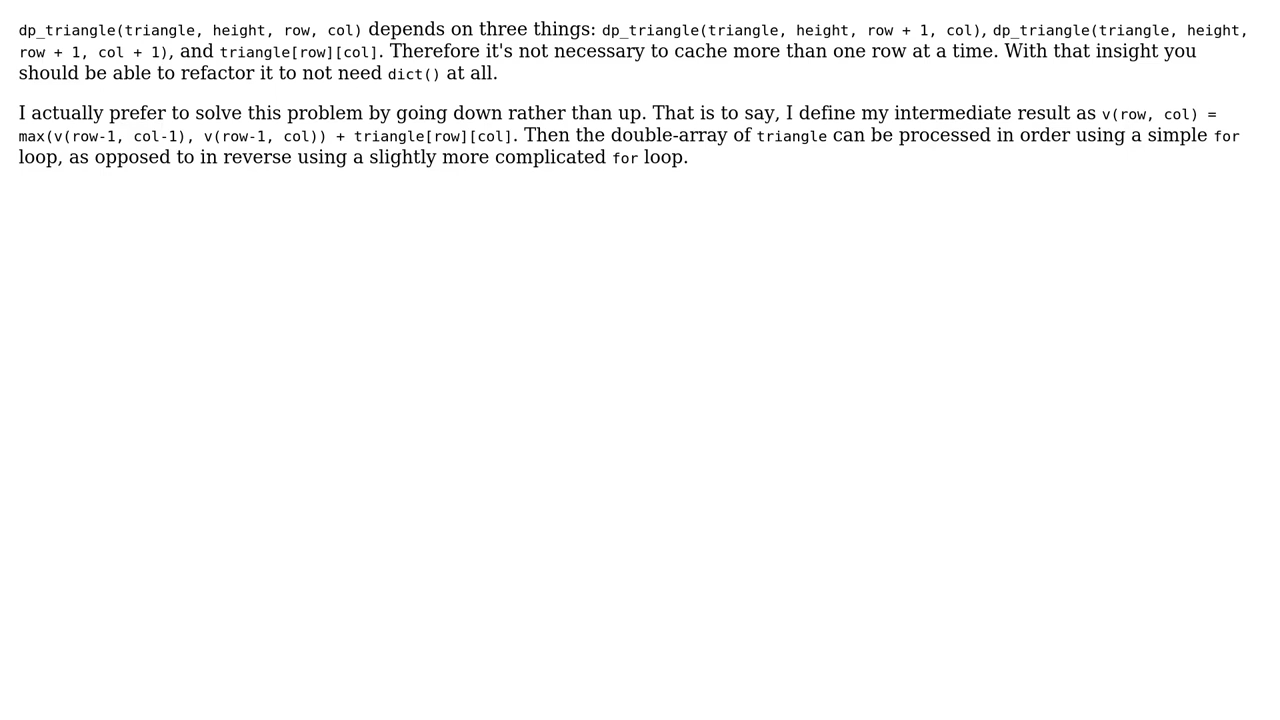 dp_triangle(triangle, height, row, col) depends on three things: dp_triangle(triangle, height, row + 1, col), dp_triangle(triangle, height,
row + 1, col + 1), and triangle[row][col]. Therefore it's not necessary to cache more than one row at a time. With that insight you
should be able to refactor it to not need dict() at all.
I actually prefer to solve this problem by going down rather than up. That is to say, I define my intermediate result as v(row, col) =
max(v(row-1, col-1), v(row-1, col)) + triangle[row][col]. Then the double-array of triangle can be processed in order using a simple for
loop, as opposed to in reverse using a slightly more complicated for loop.